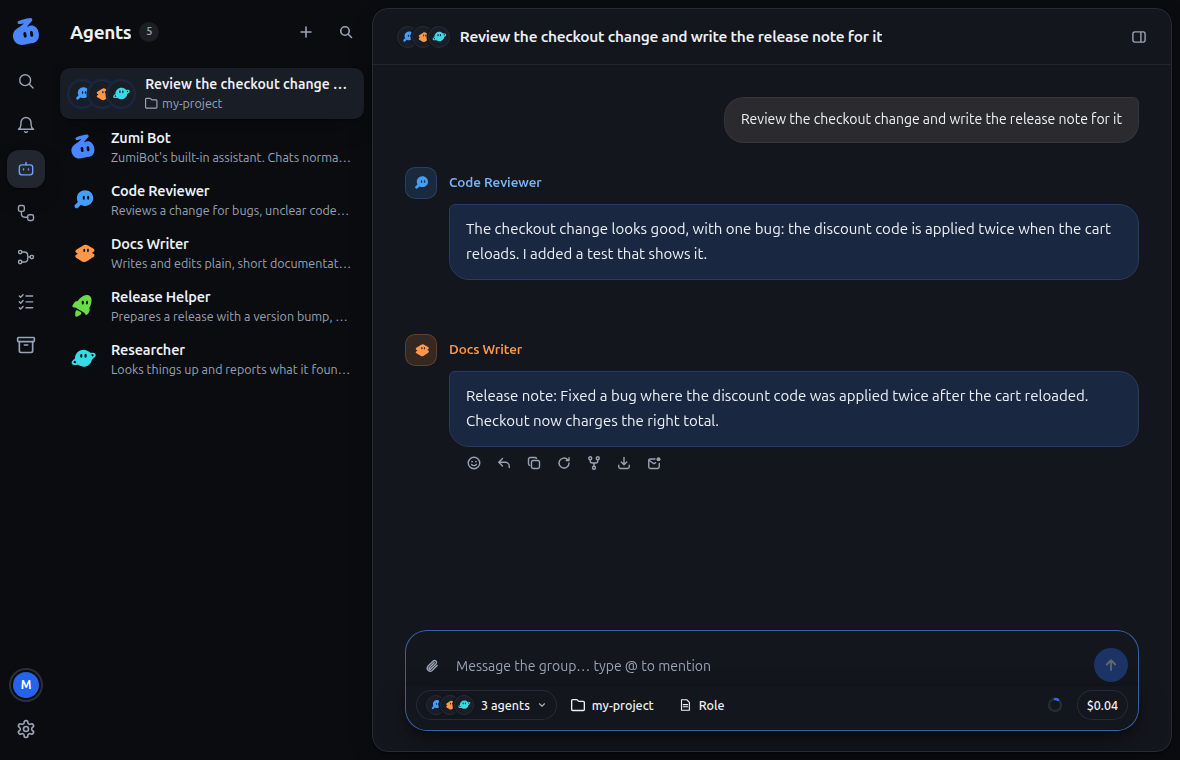 Agents 5
Review the checkout change …
my-project
Zumi Bot
ZumiBot's built-in assistant. Chats norma…
Code Reviewer
Reviews a change for bugs, unclear code…
Docs Writer
Writes and edits plain, short documentat…
Release Helper
Prepares a release with a version bump, …
Researcher
Looks things up and reports what it foun…
M
Review the checkout change and write the release note for it
Review the checkout change and write the release note for it
Code Reviewer
The checkout change looks good, with one bug: the discount code is applied twice when the cart
reloads. I added a test that shows it.
Docs Writer
Release note: Fixed a bug where the discount code was applied twice after the cart reloaded.
Checkout now charges the right total.
Message the group… type @ to mention
3 agents my-project Role $0.04